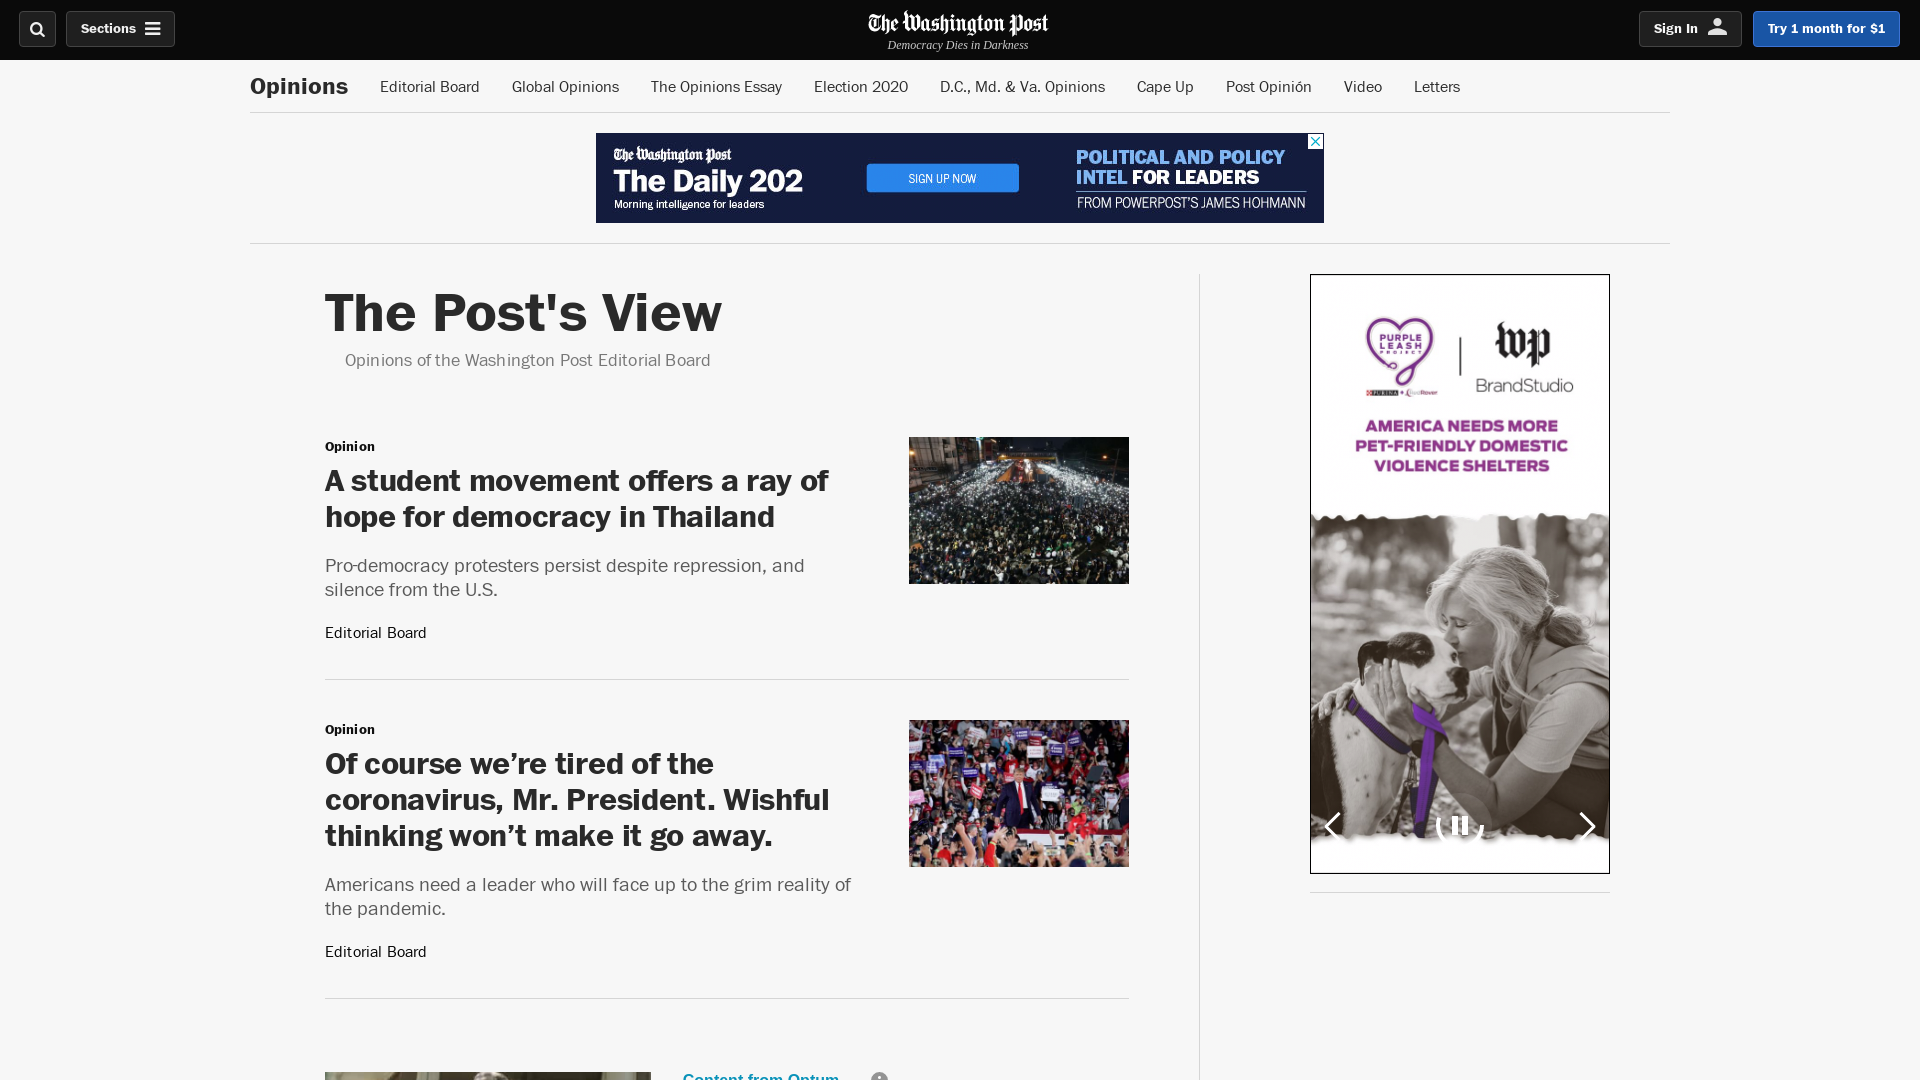 Sections
The Washington Post
Democracy Dies in Darkness
Sign In
Try 1 month for $1
Opinions
Editorial Board
Global Opinions
The Opinions Essay
Election 2020
D.C., Md. & Va. Opinions
Cape Up
Post Opinión
Video
Letters
The Washington Post
The Daily 202
Morning intelligence for leaders
SIGN UP NOW
POLITICAL AND POLICY
INTEL FOR LEADERS
FROM POWERPOST'S JAMES HOHMANN
The Post's View
Opinions of the Washington Post Editorial Board
Opinion
A student movement offers a ray of
hope for democracy in Thailand
Pro-democracy protesters persist despite repression, and
silence from the U.S.
Editorial Board
Opinion
Of course we’re tired of the
coronavirus, Mr. President. Wishful
thinking won’t make it go away.
Americans need a leader who will face up to the grim reality of
the pandemic.
Editorial Board
Content from Optum
PURPLE
LEASH
PROJECT
PURINA
wp
BrandStudio
AMERICA NEEDS MORE
PET-FRIENDLY DOMESTIC
VIOLENCE SHELTERS